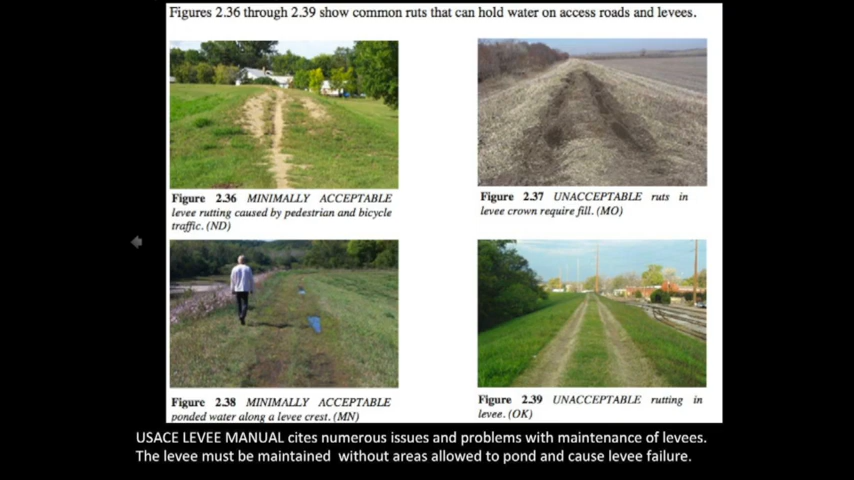 Figures 2.36 through 2.39 show common ruts that can hold water on access roads and levees.
Figure 2.36 MINIMALLY ACCEPTABLE
levee rutting caused by pedestrian and bicycle
traffic. (ND)
Figure 2.37 UNACCEPTABLE ruts in
levee crown require fill. (MO)
Figure 2.38 MINIMALLY ACCEPTABLE
ponded water along a levee crest. (MN)
Figure 2.39 UNACCEPTABLE rutting in
levee. (OK)
USACE LEVEE MANUAL cites numerous issues and problems with maintenance of levees.
The levee must be maintained without areas allowed to pond and cause levee failure.